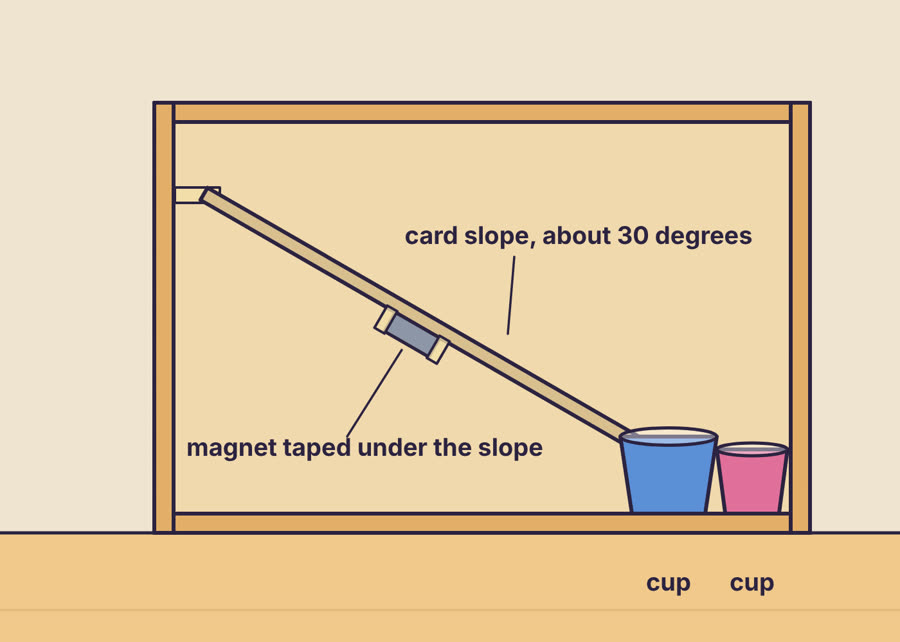 card slope, about 30 degrees
magnet taped under the slope
cup
cup